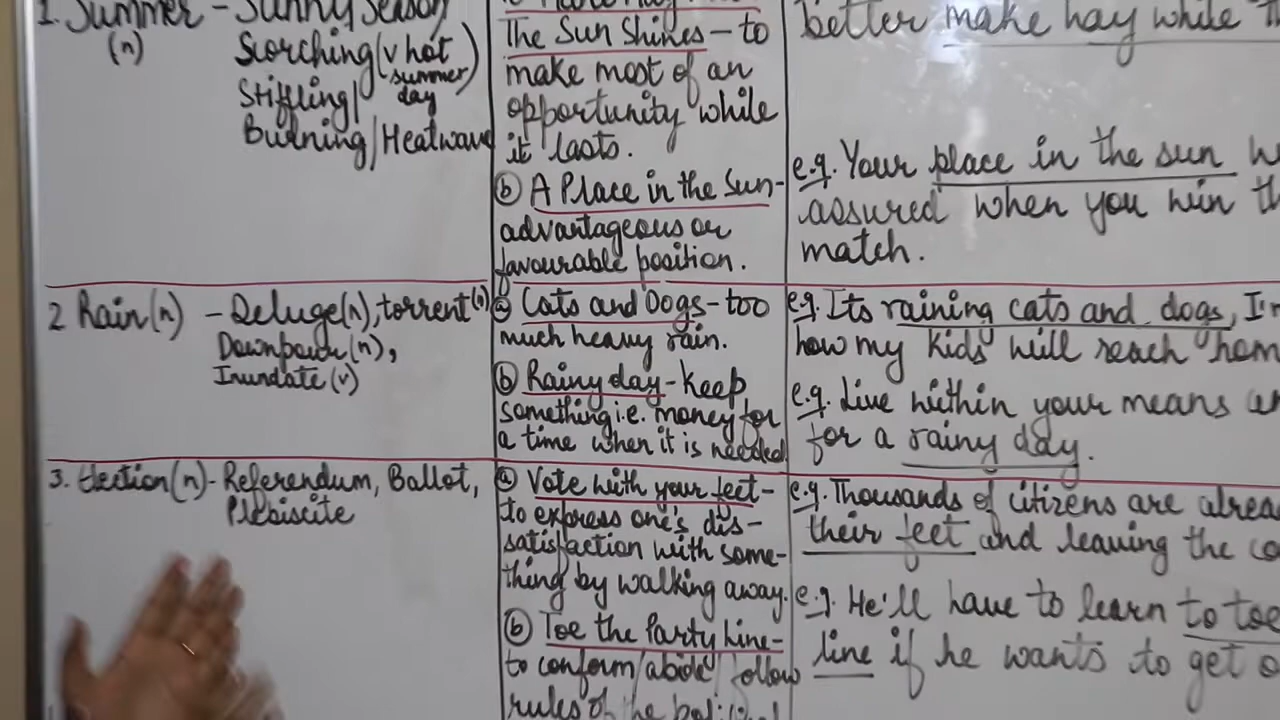 1. Summer - Sunny Season
(n)
Scorching (v hot
summer
Stifling/ day)
Burning/Heatwave
The Sun Shines - to
make most of an
opportunity while
it lasts.
(b) A Place in the Sun-
advantageous or
favourable position.
better make hay while
e.g. Your place in the sun
assured when you win
match.
2 Rain(n) - Deluge(n), torrent(n)
Downpour(n),
Inundate (v)
(a) Cats and Dogs - too
much heavy rain.
(b) Rainy day - Keep
something i.e. money for
a time when it is needed
e.g. Its raining cats and dogs, I'm
how my kids will reach
e.g. Live within your means
for a rainy day.
3. Election(n) - Referendum, Ballot,
Plebiscite
(a) Vote with your feet-
to express one's dis-
satisfaction with some-
thing by walking away.
(b) Toe the Party Line-
to conform/abide/follow
rules of the
e.g. Thousands of citizens are
their feet and leaving the
e.g. He'll have to learn to toe
line if he wants to get